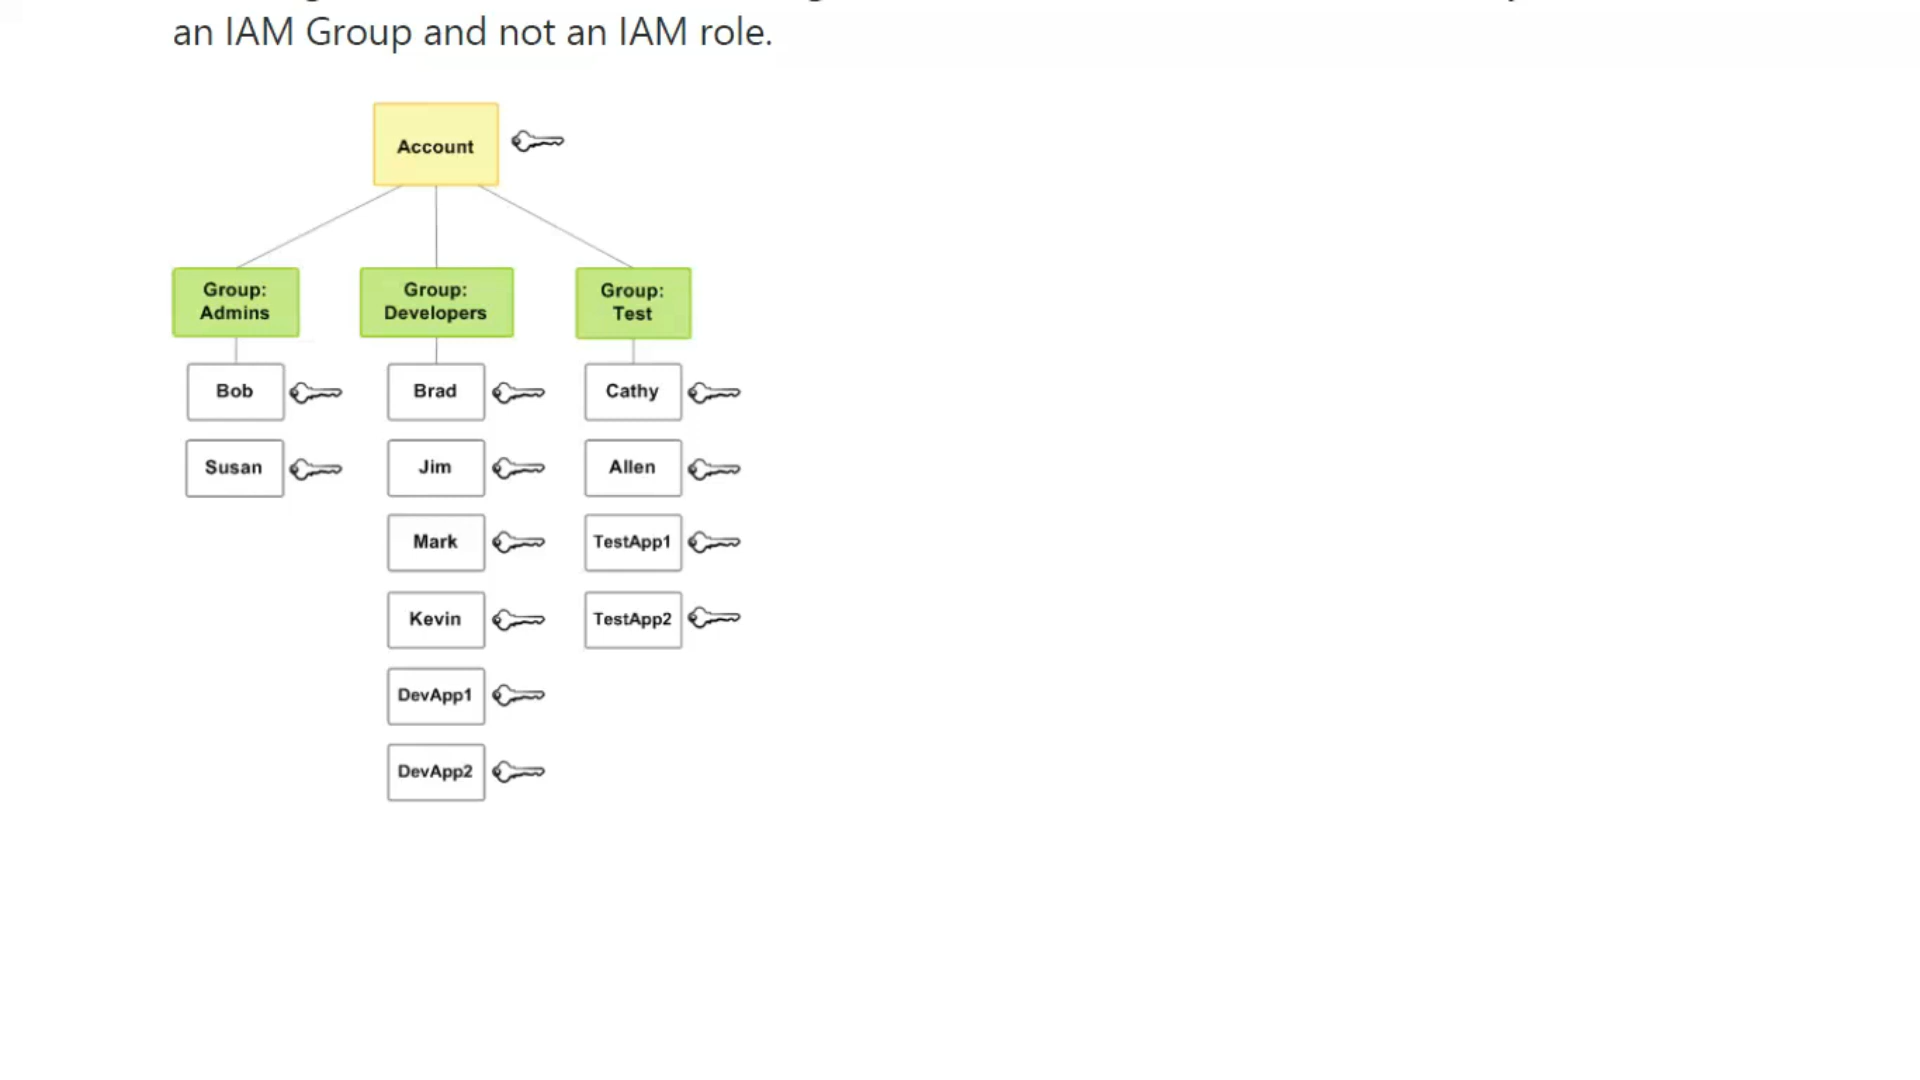 an IAM Group and not an IAM role.
Account
Group:
Admins
Group:
Developers
Group:
Test
Bob
Brad
Cathy
Susan
Jim
Allen
Mark
TestApp1
Kevin
TestApp2
DevApp1
DevApp2